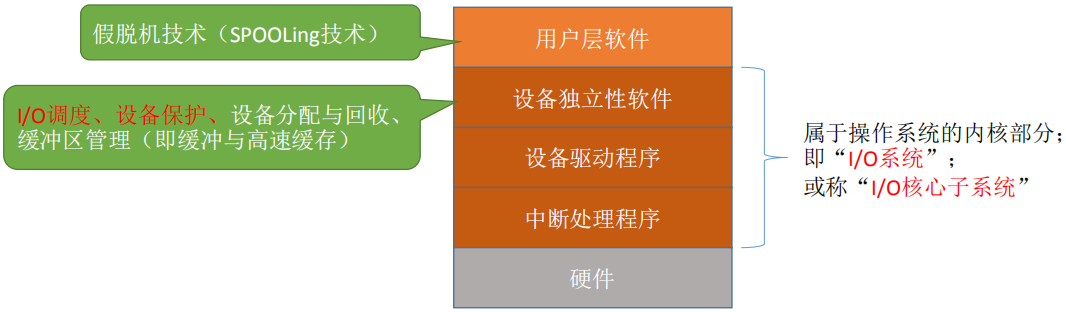 假脱机技术（SPOOLing技术）
用户层软件
I/O调度、设备保护、设备分配与回收、
缓冲区管理（即缓冲与高速缓存）
设备独立性软件
设备驱动程序
中断处理程序
硬件
属于操作系统的内核部分；
即“I/O系统”；
或称“I/O核心子系统”